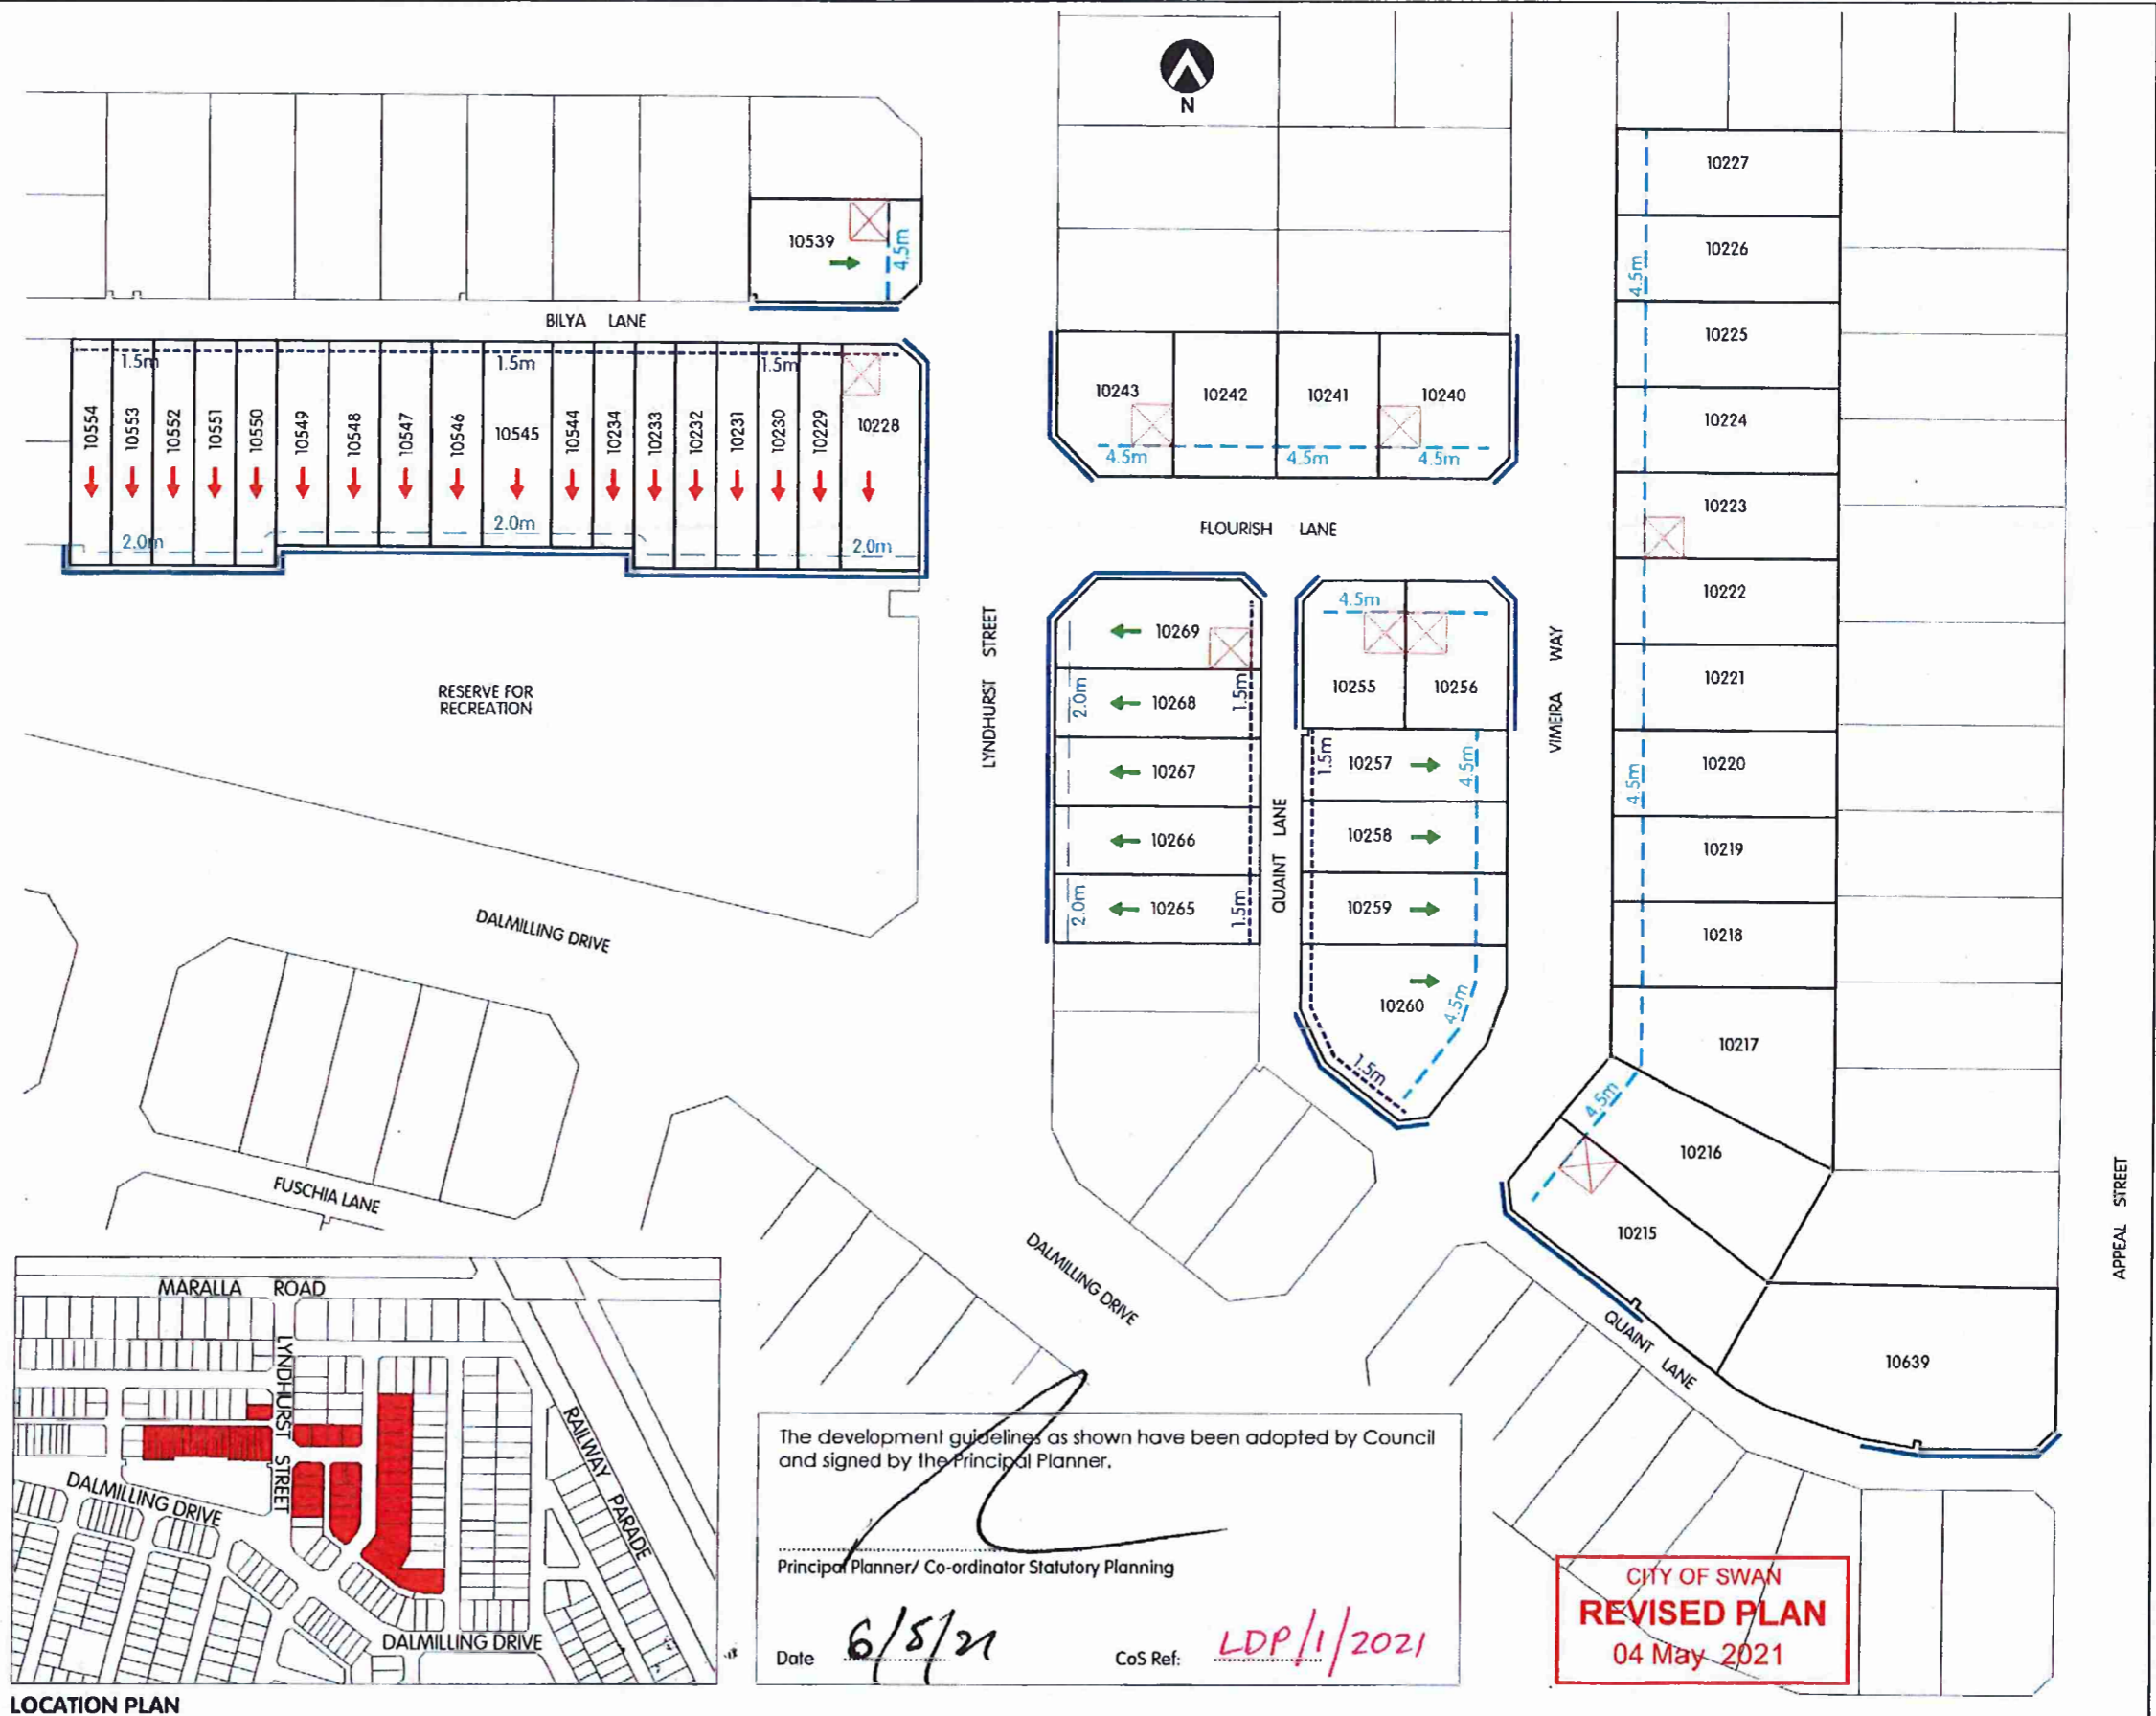 N
10539
4.5m
BILYA LANE
1.5m
1.5m
1.5m
10554
10553
10552
10551
10550
10549
10548
10547
10546
10545
10544
10234
10233
10232
10231
10230
10229
10228
2.0m
2.0m
2.0m
10243
10242
10241
10240
4.5m
4.5m
4.5m
FLOURISH LANE
10227
10226
4.5m
10225
10224
10223
10222
10221
10220
4.5m
10219
10218
10217
4.5m
10216
10215
10639
LYNDHURST STREET
10269
10268
2.0m
1.5m
10267
10266
10265
2.0m
1.5m
QUAINT LANE
4.5m
10255
10256
1.5m
10257
4.5m
10258
10259
10260
4.5m
1.5m
VIMEIRA WAY
RESERVE FOR
RECREATION
DALMILLING DRIVE
FUSCHIA LANE
DALMILLING DRIVE
QUAINT LANE
APPEAL STREET
MARALLA ROAD
LYNDHURST STREET
RAILWAY PARADE
DALMILLING DRIVE
DALMILLING DRIVE
LOCATION PLAN
The development guidelines as shown have been adopted by Council
and signed by the Principal Planner.
Principal Planner/ Co-ordinator Statutory Planning
Date 6/5/21
CoS Ref: LDP/1/2021
CITY OF SWAN
REVISED PLAN
04 May 2021